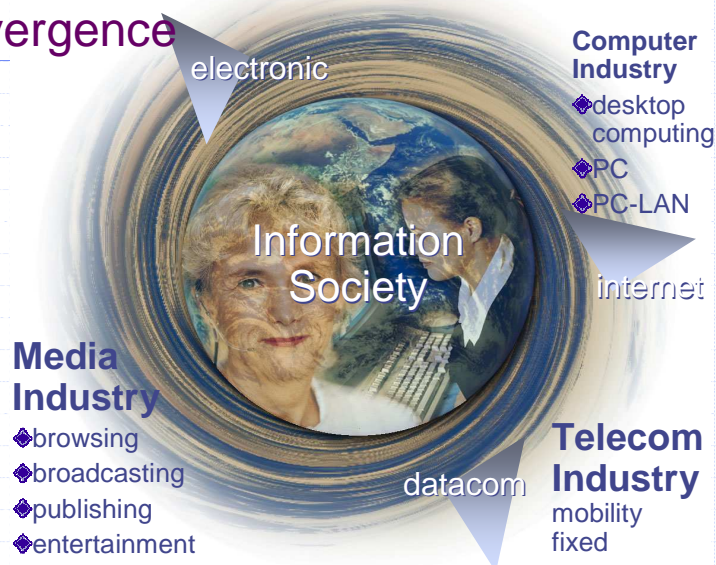 vergence
electronic
Computer
Industry
desktop
computing
PC
PC-LAN
internet
Information
Society
Media
Industry
browsing
broadcasting
publishing
entertainment
datacom
Telecom
Industry
mobility
fixed